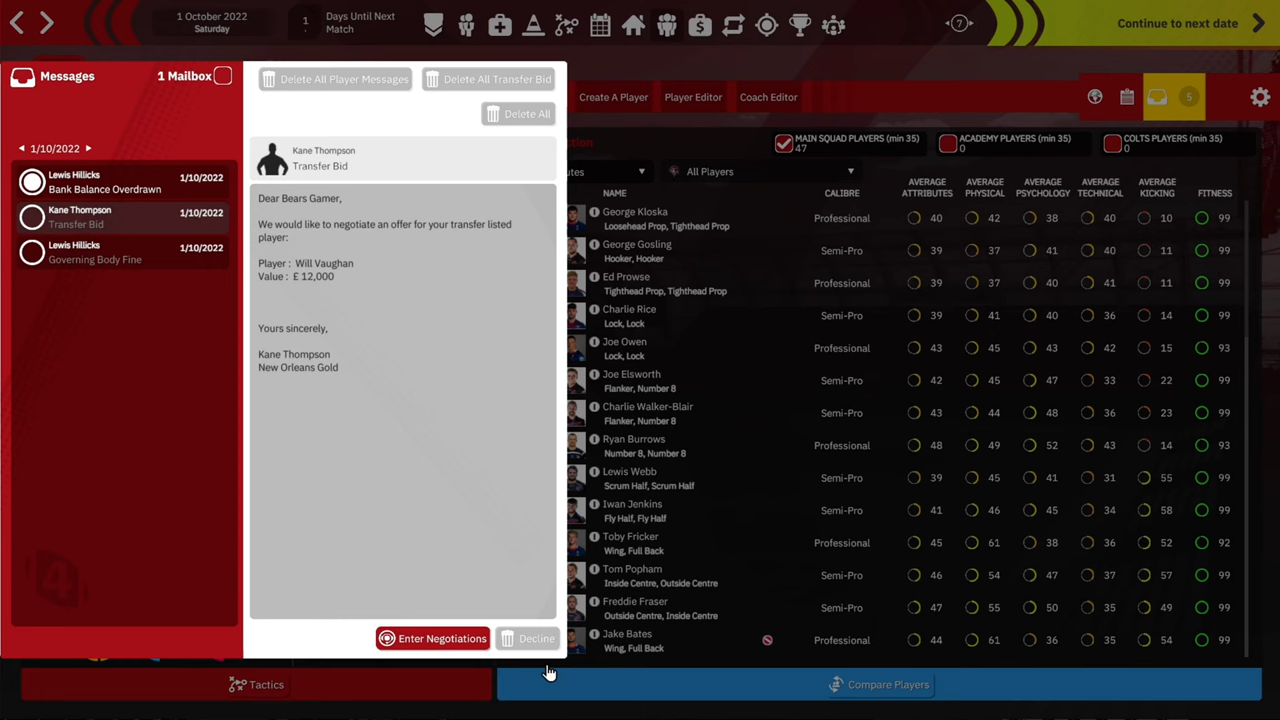 1 October 2022
Saturday
1
Days Until Next
Match
7
Continue to next date
Messages
1 Mailbox
Delete All Player Messages
Delete All Transfer Bid
Delete All
1/10/2022
Lewis Hillicks
1/10/2022
Bank Balance Overdrawn
Kane Thompson
1/10/2022
Transfer Bid
Lewis Hillicks
1/10/2022
Governing Body Fine
Kane Thompson
Transfer Bid
Dear Bears Gamer,
We would like to negotiate an offer for your transfer listed
player:
Player : Will Vaughan
Value : £ 12,000
Yours sincerely,
Kane Thompson
New Orleans Gold
Enter Negotiations
Decline
Create A Player
Player Editor
Coach Editor
5
MAIN SQUAD PLAYERS (min 35)
47
ACADEMY PLAYERS (min 35)
0
COLTS PLAYERS (min 35)
0
All Players
NAME
CALIBRE
AVERAGE ATTRIBUTES
AVERAGE PHYSICAL
AVERAGE PSYCHOLOGY
AVERAGE TECHNICAL
AVERAGE KICKING
FITNESS
George Kloska
Loosehead Prop, Tighthead Prop
Professional 40 42 38 40 10 99
George Gosling
Hooker, Hooker
Semi-Pro 39 37 41 40 11 99
Ed Prowse
Tighthead Prop, Tighthead Prop
Professional 39 37 40 41 11 99
Charlie Rice
Lock, Lock
Semi-Pro 39 41 40 36 14 99
Joe Owen
Lock, Lock
Professional 43 45 43 42 15 93
Joe Elsworth
Flanker, Number 8
Semi-Pro 42 45 47 33 22 99
Charlie Walker-Blair
Flanker, Number 8
Semi-Pro 43 44 48 36 23 99
Ryan Burrows
Number 8, Number 8
Professional 48 49 52 43 14 93
Lewis Webb
Scrum Half, Scrum Half
Semi-Pro 39 45 41 31 55 99
Iwan Jenkins
Fly Half, Fly Half
Semi-Pro 41 46 45 34 58 99
Toby Fricker
Wing, Full Back
Professional 45 61 38 36 52 92
Tom Popham
Inside Centre, Outside Centre
Semi-Pro 46 54 47 37 57 99
Freddie Fraser
Outside Centre, Inside Centre
Semi-Pro 47 55 50 35 49 99
Jake Bates
Wing, Full Back
Professional 44 61 36 35 54 99
Tactics
Compare Players